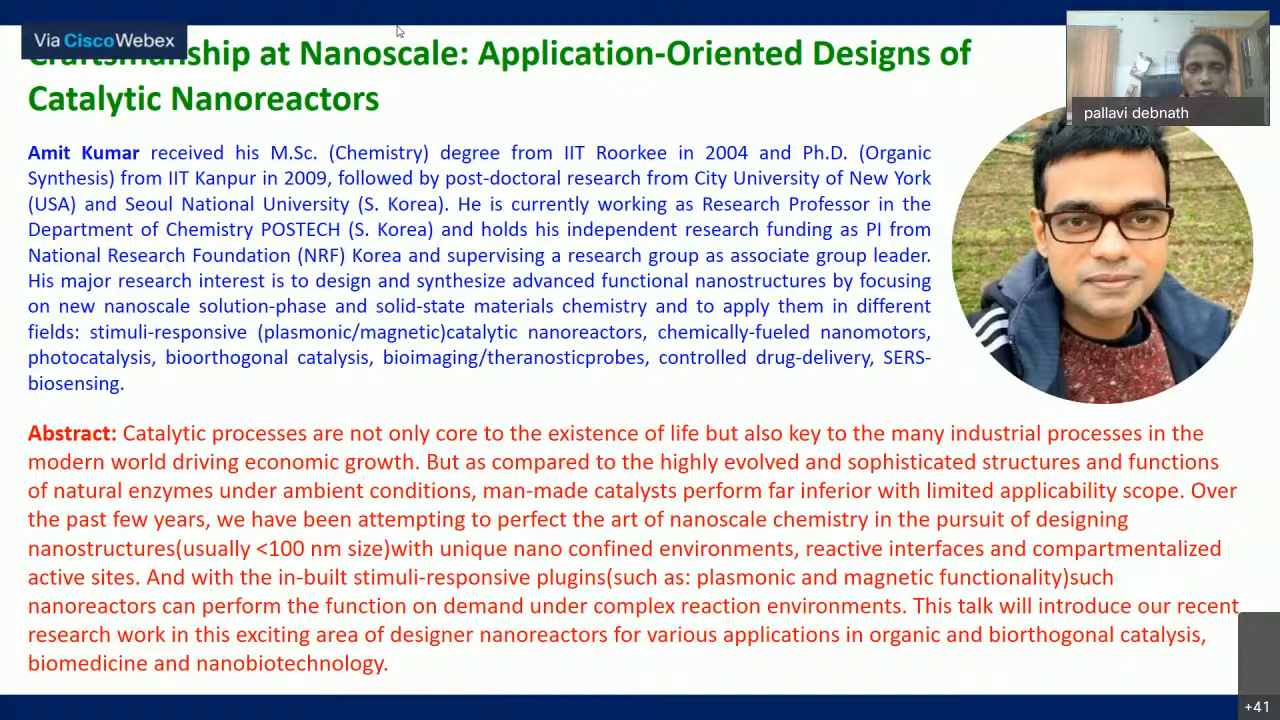 Via CiscoWebex
Craftsmanship at Nanoscale: Application-Oriented Designs of
Catalytic Nanoreactors
pallavi debnath
Amit Kumar received his M.Sc. (Chemistry) degree from IIT Roorkee in 2004 and Ph.D. (Organic
Synthesis) from IIT Kanpur in 2009, followed by post-doctoral research from City University of New York
(USA) and Seoul National University (S. Korea). He is currently working as Research Professor in the
Department of Chemistry POSTECH (S. Korea) and holds his independent research funding as PI from
National Research Foundation (NRF) Korea and supervising a research group as associate group leader.
His major research interest is to design and synthesize advanced functional nanostructures by focusing
on new nanoscale solution-phase and solid-state materials chemistry and to apply them in different
fields: stimuli-responsive (plasmonic/magnetic)catalytic nanoreactors, chemically-fueled nanomotors,
photocatalysis, bioorthogonal catalysis, bioimaging/theranosticprobes, controlled drug-delivery, SERS-
biosensing.
Abstract: Catalytic processes are not only core to the existence of life but also key to the many industrial processes in the
modern world driving economic growth. But as compared to the highly evolved and sophisticated structures and functions
of natural enzymes under ambient conditions, man-made catalysts perform far inferior with limited applicability scope. Over
the past few years, we have been attempting to perfect the art of nanoscale chemistry in the pursuit of designing
nanostructures(usually <100 nm size)with unique nano confined environments, reactive interfaces and compartmentalized
active sites. And with the in-built stimuli-responsive plugins(such as: plasmonic and magnetic functionality)such
nanoreactors can perform the function on demand under complex reaction environments. This talk will introduce our recent
research work in this exciting area of designer nanoreactors for various applications in organic and biorthogonal catalysis,
biomedicine and nanobiotechnology.
+41